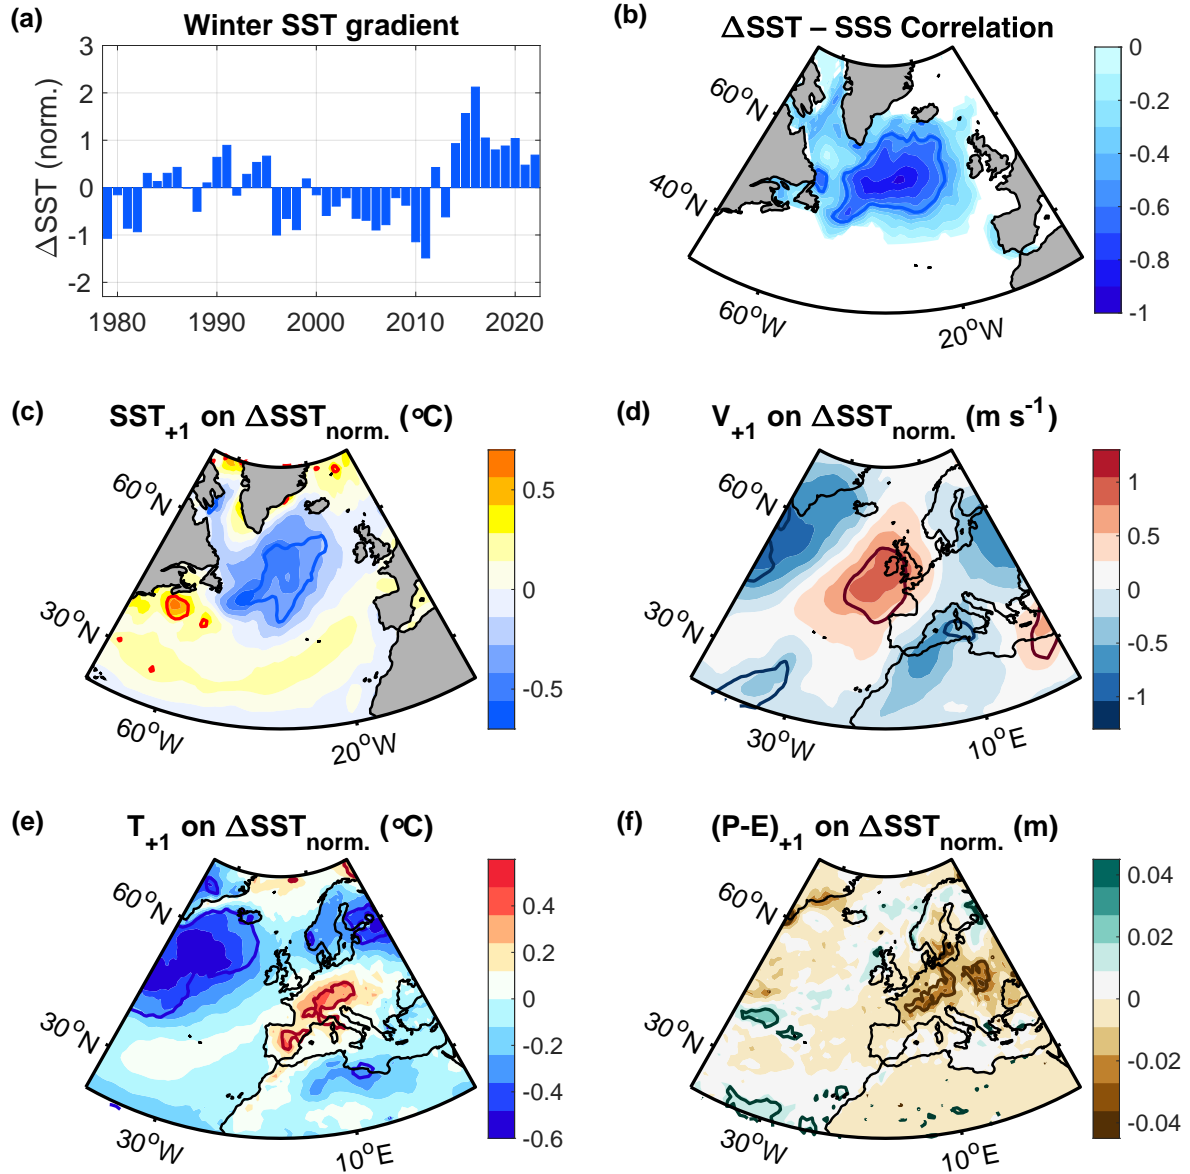 (a)
Winter SST gradient
ΔSST (norm.)
3
2
1
0
-1
-2
1980
1990
2000
2010
2020
(b)
ΔSST – SSS Correlation
60°N
40°N
60°W
20°W
0
-0.2
-0.4
-0.6
-0.8
-1
(c)
SST+1 on ΔSSTnorm. (°C)
60°N
30°N
60°W
20°W
0.5
0
-0.5
(d)
V+1 on ΔSSTnorm. (m s-1)
60°N
30°N
30°W
10°E
1
0.5
0
-0.5
-1
(e)
T+1 on ΔSSTnorm. (°C)
60°N
30°N
30°W
10°E
0.4
0.2
0
-0.2
-0.4
-0.6
(f)
(P-E)+1 on ΔSSTnorm. (m)
60°N
30°N
30°W
10°E
0.04
0.02
0
-0.02
-0.04